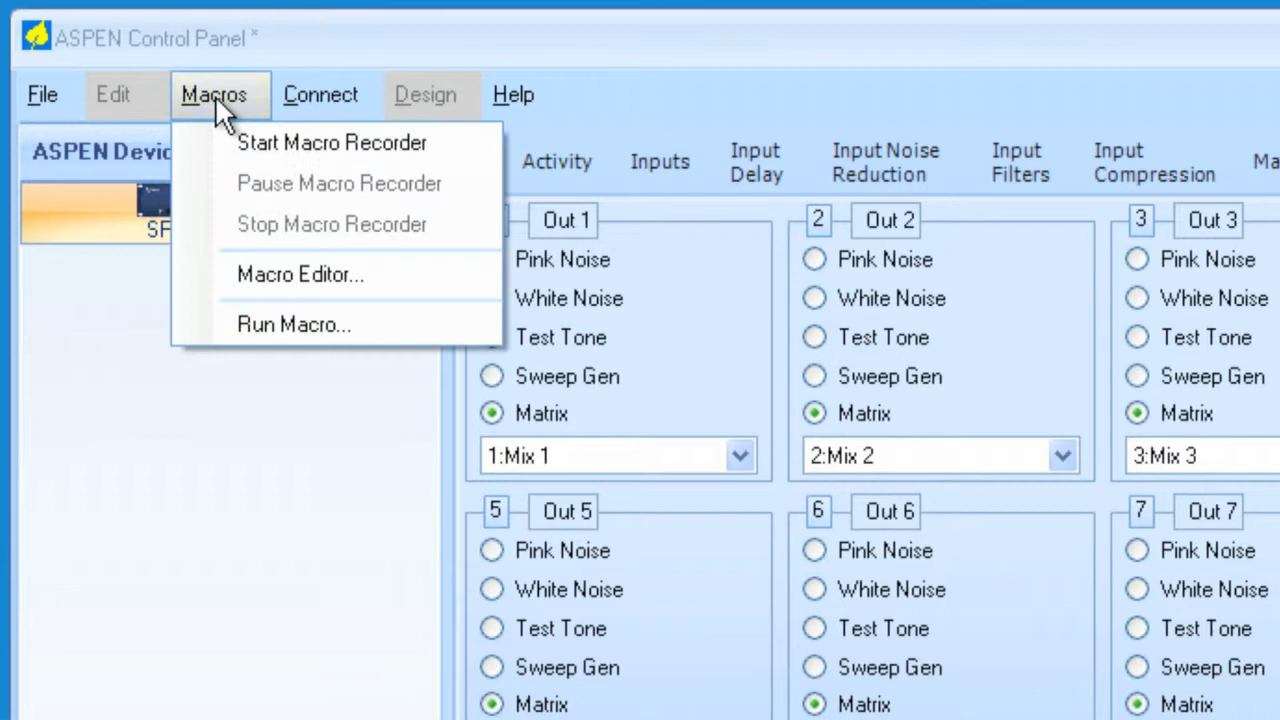 ASPEN Control Panel *
File Edit Macros Connect Design Help
ASPEN Devic
Start Macro Recorder
Pause Macro Recorder
Stop Macro Recorder
Macro Editor...
Run Macro...
SP
Activity Inputs Input Delay Input Noise Reduction Input Filters Input Compression Ma
Out 1 2 Out 2 3 Out 3
Pink Noise Pink Noise Pink Noise
White Noise White Noise White Noise
Test Tone Test Tone Test Tone
Sweep Gen Sweep Gen Sweep Gen
Matrix Matrix Matrix
1:Mix 1 2:Mix 2 3:Mix 3
5 Out 5 6 Out 6 7 Out 7
Pink Noise Pink Noise Pink Noise
White Noise White Noise White Noise
Test Tone Test Tone Test Tone
Sweep Gen Sweep Gen Sweep Gen
Matrix Matrix Matrix